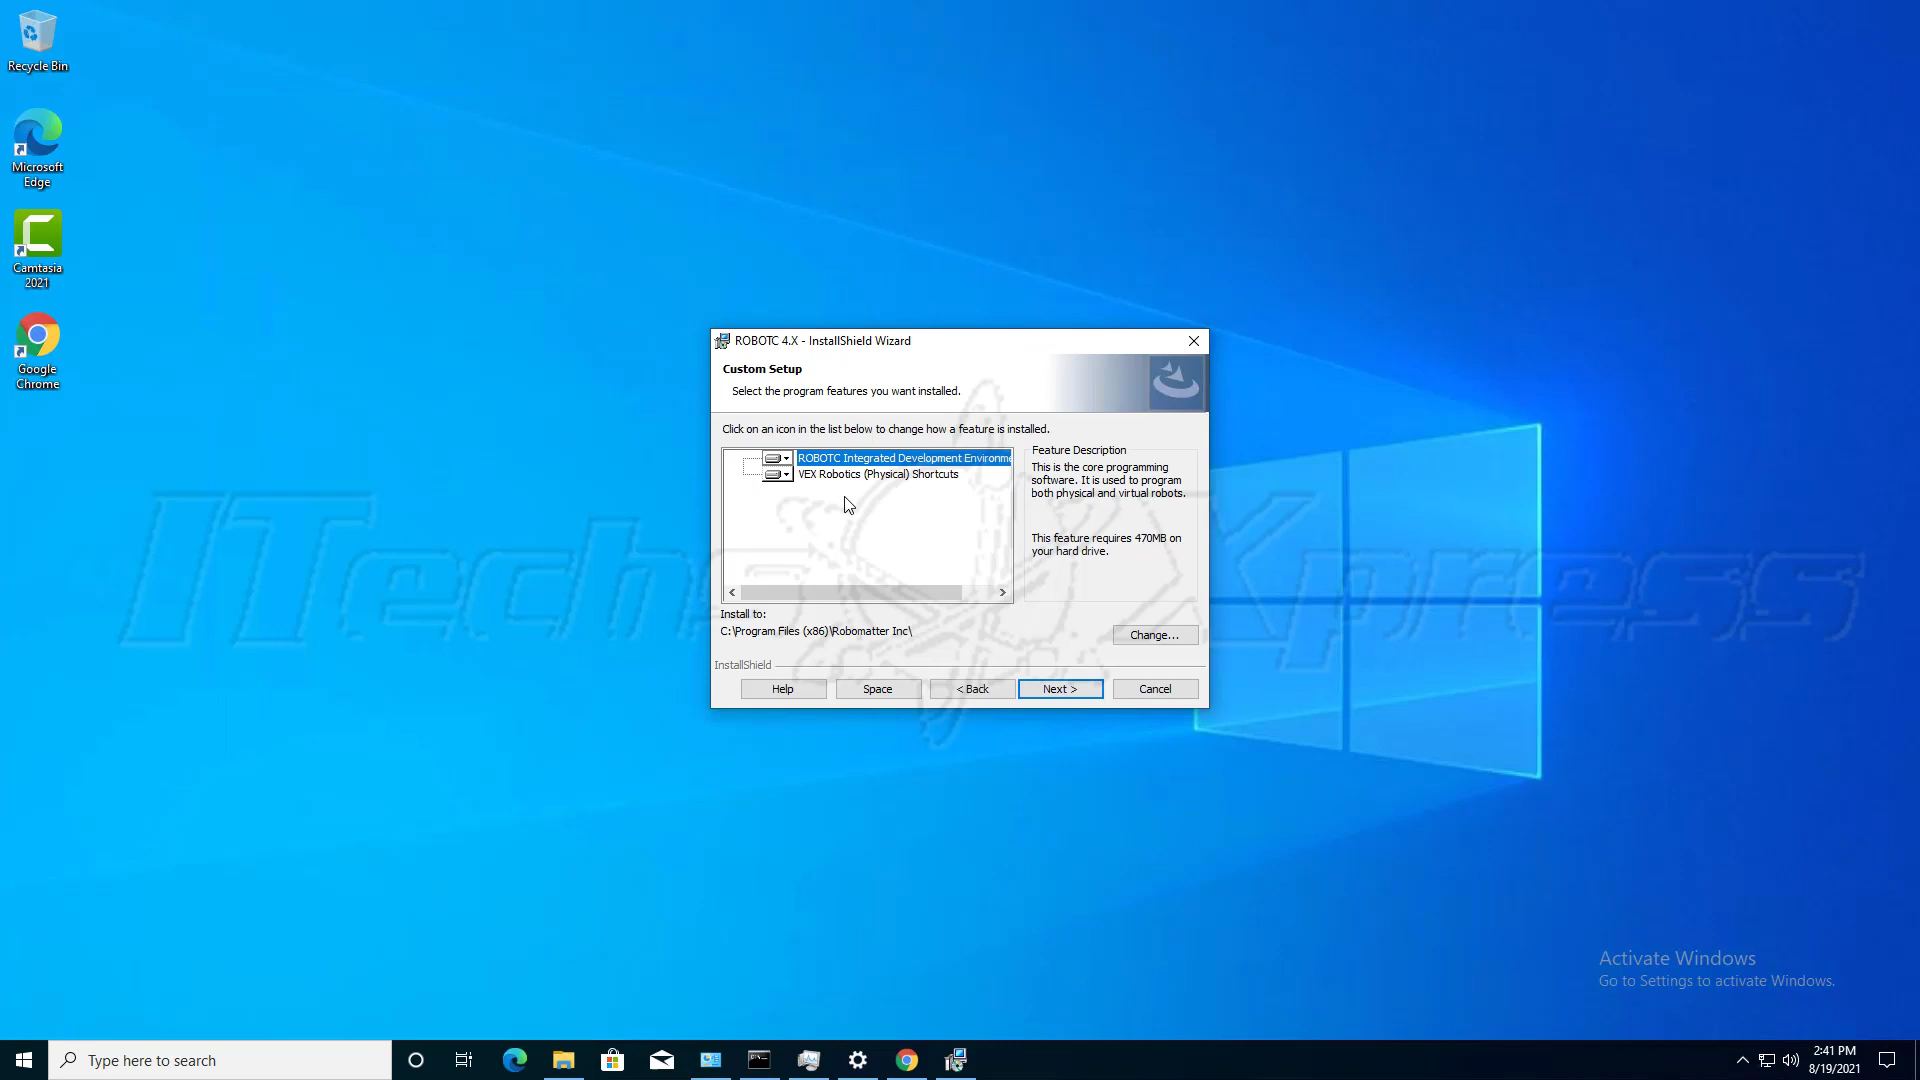 Recycle Bin
Microsoft
Edge
Camtasia
2021
Google
Chrome
ROBOTC 4.X - InstallShield Wizard
Custom Setup
Select the program features you want installed.
Click on an icon in the list below to change how a feature is installed.
ROBOTC Integrated Development Environme
VEX Robotics (Physical) Shortcuts
Feature Description
This is the core programming
software. It is used to program
both physical and virtual robots.
This feature requires 470MB on
your hard drive.
Install to:
C:\Program Files (x86)\Robomatter Inc\
Change...
InstallShield
Help
Space
< Back
Next >
Cancel
Activate Windows
Go to Settings to activate Windows.
Type here to search
2:41 PM
8/19/2021